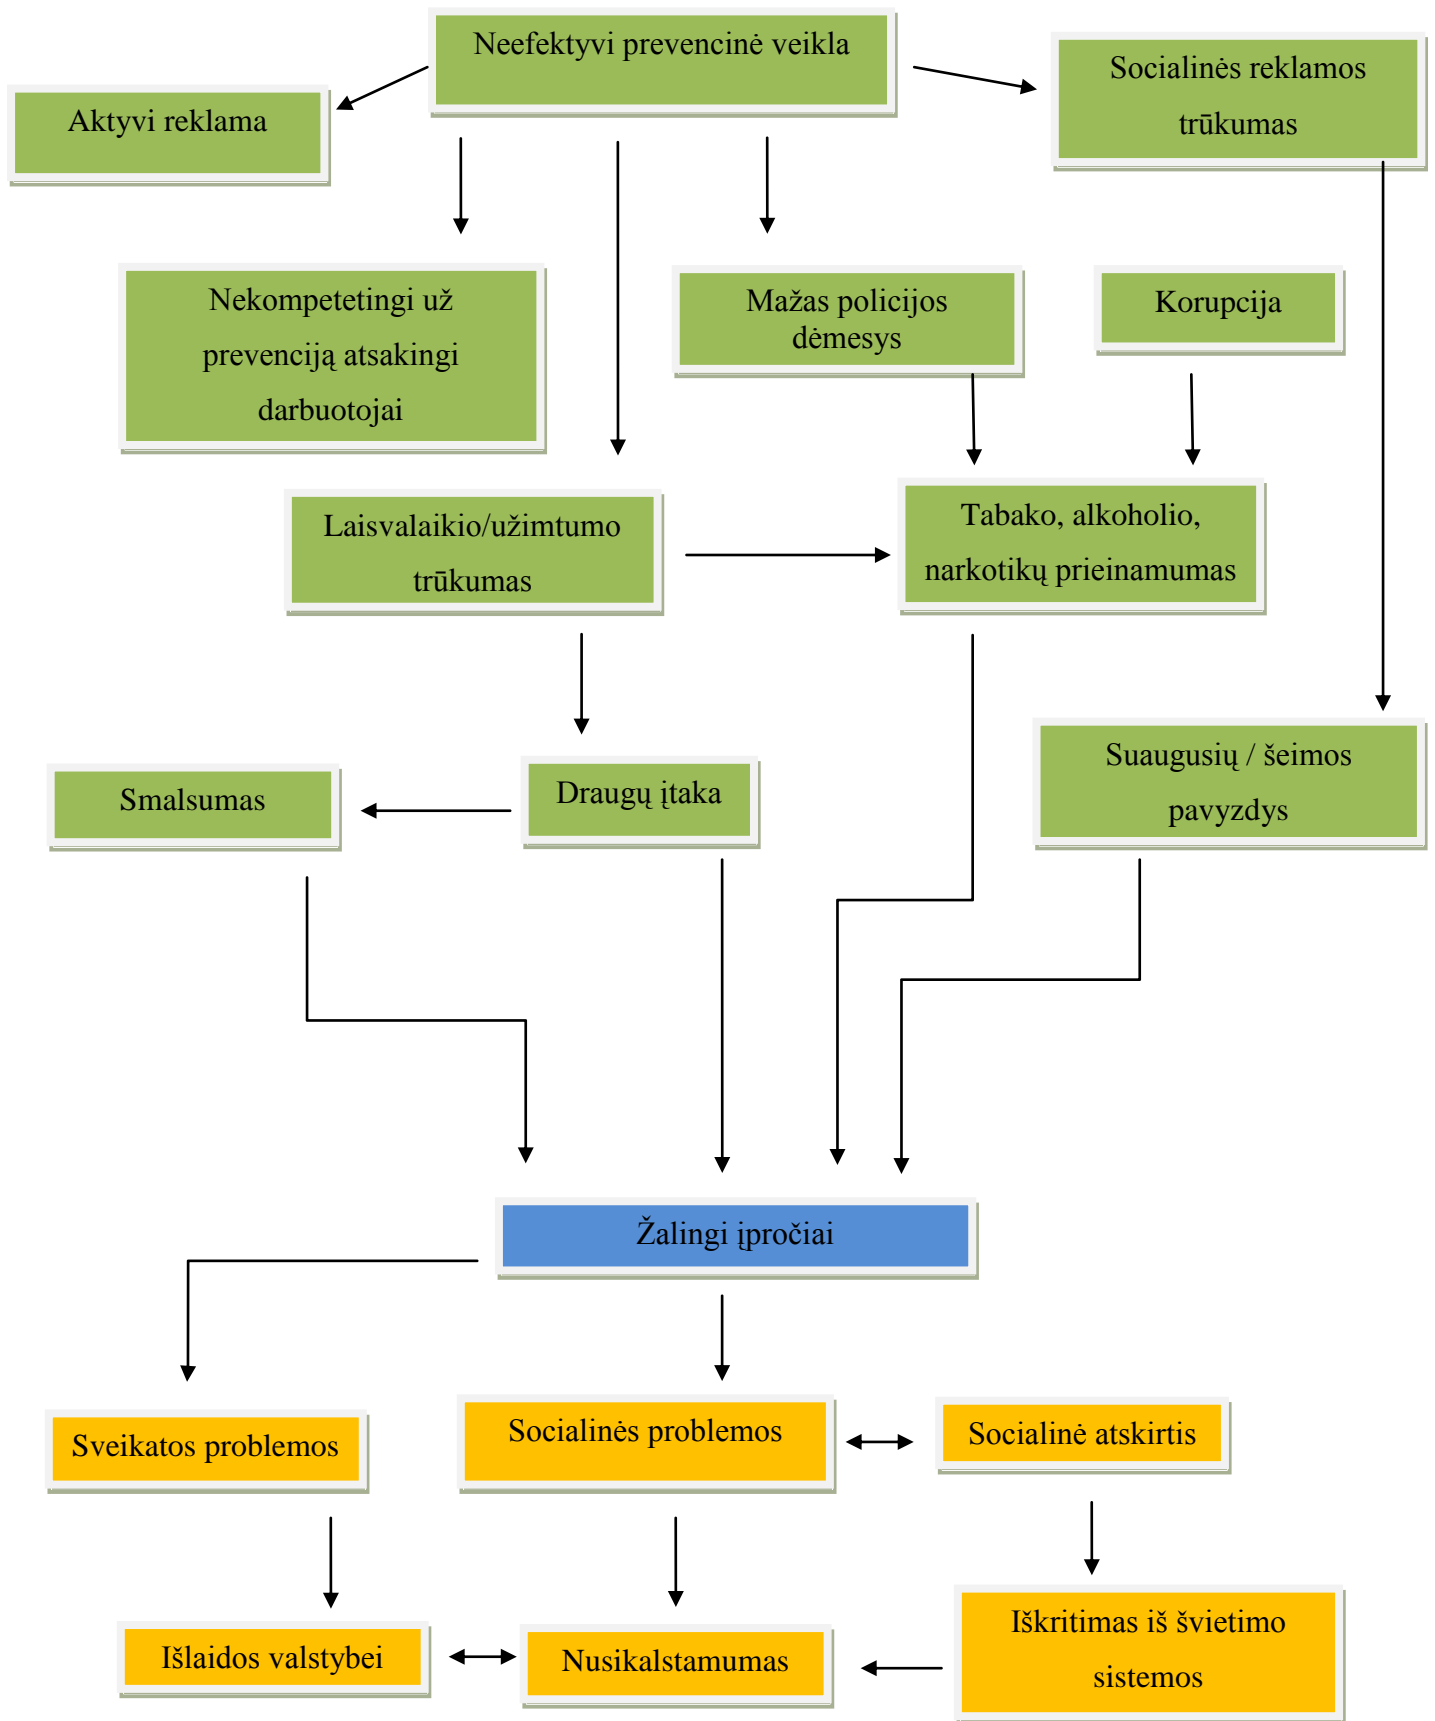 Neefektyvi prevencinė veikla
Socialinės reklamos
trūkumas
Aktyvi reklama
Nekompetetingi už
prevenciją atsakingi
darbuotojai
Mažas policijos
dėmesys
Korupcija
Laisvalaikio/užimtumo
trūkumas
Tabako, alkoholio,
narkotikų prieinamumas
Smalsumas
Draugų įtaka
Suaugusių / šeimos
pavyzdys
Žalingi įpročiai
Sveikatos problemos
Socialinės problemos
Socialinė atskirtis
Išlaidos valstybei
Nusikalstamumas
Iškritimas iš švietimo
sistemos